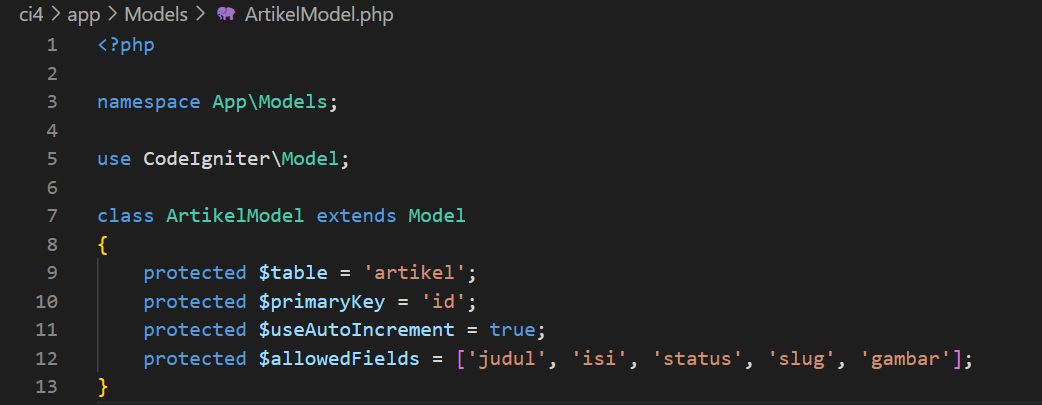 ci4 > app > Models > ArtikelModel.php
1 <?php
2
3 namespace App\Models;
4
5 use CodeIgniter\Model;
6
7 class ArtikelModel extends Model
8 {
9 protected $table = 'artikel';
10 protected $primaryKey = 'id';
11 protected $useAutoIncrement = true;
12 protected $allowedFields = ['judul', 'isi', 'status', 'slug', 'gambar'];
13 }